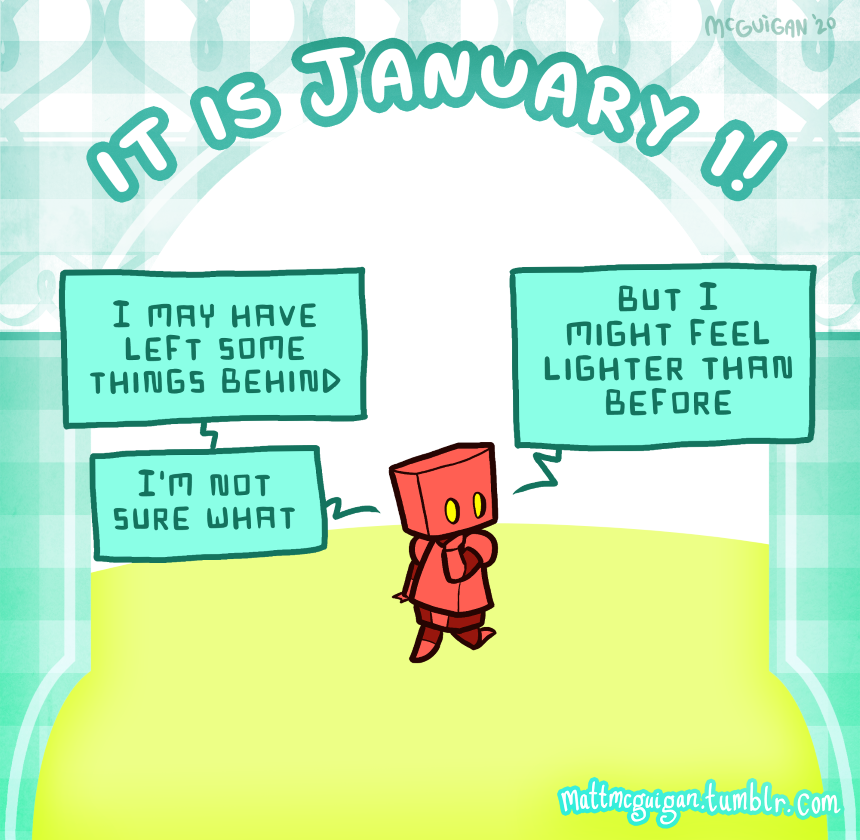 McGUiGAN '20
IT IS JANUARY 1!
I MAY HAVE
LEFT SOME
THINGS BEHIND
I'M NOT
SURE WHAT
BUT I
MIGHT FEEL
LIGHTER THAN
BEFORE
mattmcguigan.tumblr.com